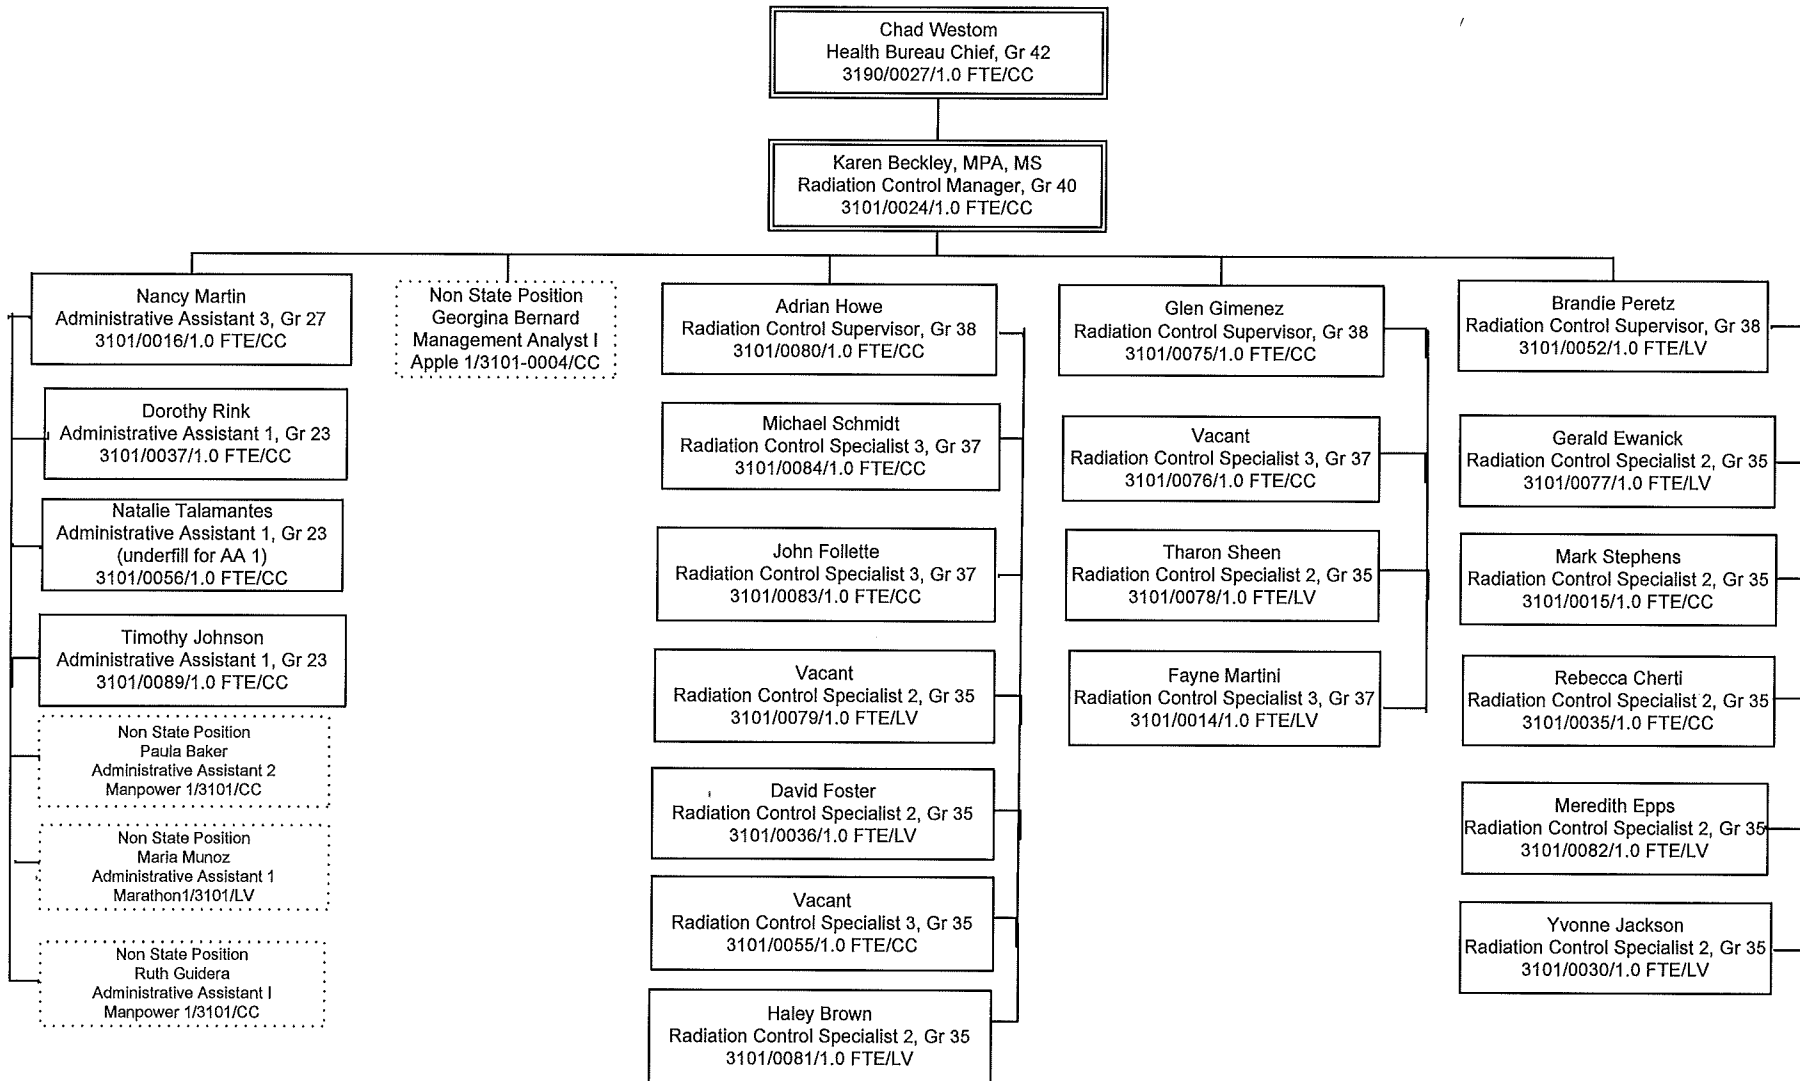 Chad Westom
Health Bureau Chief, Gr 42
3190/0027/1.0 FTE/CC
Karen Beckley, MPA, MS
Radiation Control Manager, Gr 40
3101/0024/1.0 FTE/CC
Nancy Martin
Administrative Assistant 3, Gr 27
3101/0016/1.0 FTE/CC
Dorothy Rink
Administrative Assistant 1, Gr 23
3101/0037/1.0 FTE/CC
Natalie Talamantes
Administrative Assistant 1, Gr 23
(underfill for AA 1)
3101/0056/1.0 FTE/CC
Timothy Johnson
Administrative Assistant 1, Gr 23
3101/0089/1.0 FTE/CC
Non State Position
Paula Baker
Administrative Assistant 2
Manpower 1/3101/CC
Non State Position
Maria Munoz
Administrative Assistant 1
Marathon1/3101/LV
Non State Position
Ruth Guidera
Administrative Assistant I
Manpower 1/3101/CC
Non State Position
Georgina Bernard
Management Analyst I
Apple 1/3101-0004/CC
Adrian Howe
Radiation Control Supervisor, Gr 38
3101/0080/1.0 FTE/CC
Michael Schmidt
Radiation Control Specialist 3, Gr 37
3101/0084/1.0 FTE/CC
John Follette
Radiation Control Specialist 3, Gr 37
3101/0083/1.0 FTE/CC
Vacant
Radiation Control Specialist 2, Gr 35
3101/0079/1.0 FTE/LV
David Foster
Radiation Control Specialist 2, Gr 35
3101/0036/1.0 FTE/LV
Vacant
Radiation Control Specialist 3, Gr 35
3101/0055/1.0 FTE/CC
Haley Brown
Radiation Control Specialist 2, Gr 35
3101/0081/1.0 FTE/LV
Glen Gimenez
Radiation Control Supervisor, Gr 38
3101/0075/1.0 FTE/CC
Vacant
Radiation Control Specialist 3, Gr 37
3101/0076/1.0 FTE/CC
Tharon Sheen
Radiation Control Specialist 2, Gr 35
3101/0078/1.0 FTE/LV
Fayne Martini
Radiation Control Specialist 3, Gr 37
3101/0014/1.0 FTE/LV
Brandie Peretz
Radiation Control Supervisor, Gr 38
3101/0052/1.0 FTE/LV
Gerald Ewanick
Radiation Control Specialist 2, Gr 35
3101/0077/1.0 FTE/LV
Mark Stephens
Radiation Control Specialist 2, Gr 35
3101/0015/1.0 FTE/CC
Rebecca Cherti
Radiation Control Specialist 2, Gr 35
3101/0035/1.0 FTE/CC
Meredith Epps
Radiation Control Specialist 2, Gr 35
3101/0082/1.0 FTE/LV
Yvonne Jackson
Radiation Control Specialist 2, Gr 35
3101/0030/1.0 FTE/LV